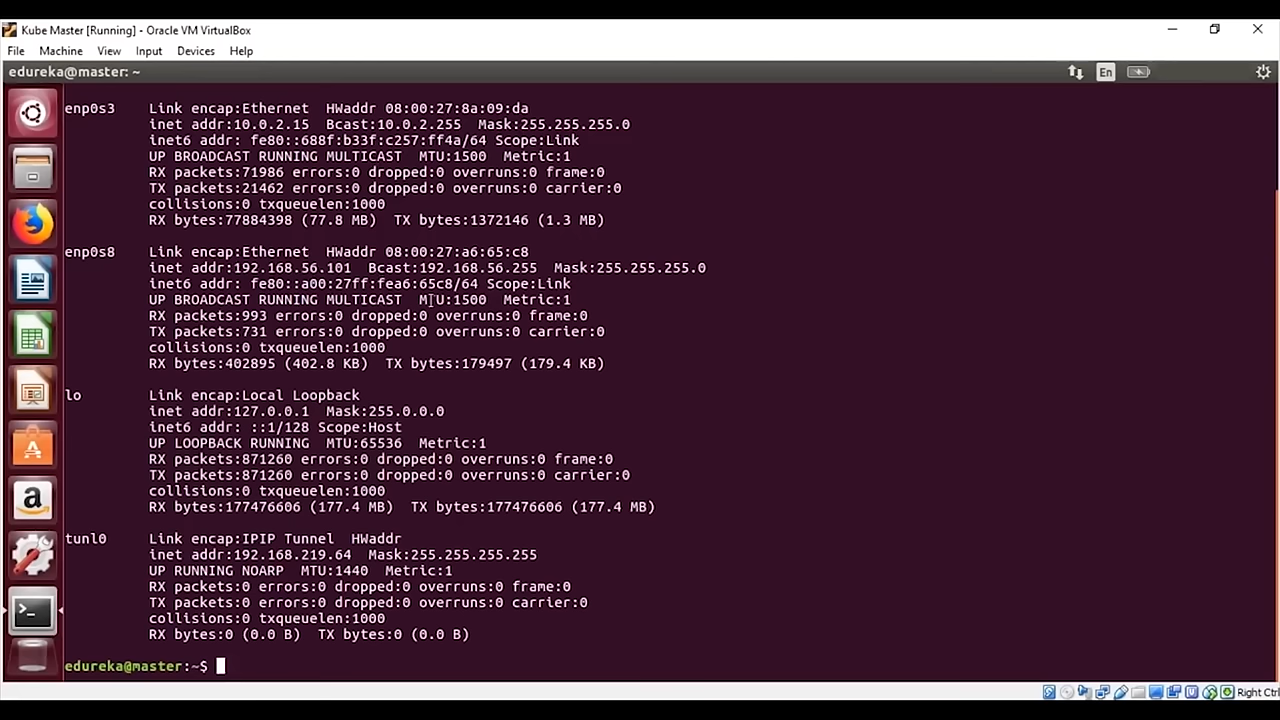 Kube Master [Running] - Oracle VM VirtualBox
File Machine View Input Devices Help
edureka@master: ~
En
enp0s3 Link encap:Ethernet HWaddr 08:00:27:8a:09:da
inet addr:10.0.2.15 Bcast:10.0.2.255 Mask:255.255.255.0
inet6 addr: fe80::688f:b33f:c257:ff4a/64 Scope:Link
UP BROADCAST RUNNING MULTICAST MTU:1500 Metric:1
RX packets:71986 errors:0 dropped:0 overruns:0 frame:0
TX packets:21462 errors:0 dropped:0 overruns:0 carrier:0
collisions:0 txqueuelen:1000
RX bytes:77884398 (77.8 MB) TX bytes:1372146 (1.3 MB)
enp0s8 Link encap:Ethernet HWaddr 08:00:27:a6:65:c8
inet addr:192.168.56.101 Bcast:192.168.56.255 Mask:255.255.255.0
inet6 addr: fe80::a00:27ff:fea6:65c8/64 Scope:Link
UP BROADCAST RUNNING MULTICAST MTU:1500 Metric:1
RX packets:993 errors:0 dropped:0 overruns:0 frame:0
TX packets:731 errors:0 dropped:0 overruns:0 carrier:0
collisions:0 txqueuelen:1000
RX bytes:402895 (402.8 KB) TX bytes:179497 (179.4 KB)
lo Link encap:Local Loopback
inet addr:127.0.0.1 Mask:255.0.0.0
inet6 addr: ::1/128 Scope:Host
UP LOOPBACK RUNNING MTU:65536 Metric:1
RX packets:871260 errors:0 dropped:0 overruns:0 frame:0
TX packets:871260 errors:0 dropped:0 overruns:0 carrier:0
collisions:0 txqueuelen:1000
RX bytes:177476606 (177.4 MB) TX bytes:177476606 (177.4 MB)
tunl0 Link encap:IPIP Tunnel HWaddr
inet addr:192.168.219.64 Mask:255.255.255.255
UP RUNNING NOARP MTU:1440 Metric:1
RX packets:0 errors:0 dropped:0 overruns:0 frame:0
TX packets:0 errors:0 dropped:0 overruns:0 carrier:0
collisions:0 txqueuelen:1000
RX bytes:0 (0.0 B) TX bytes:0 (0.0 B)
edureka@master:~$
Right Ctrl